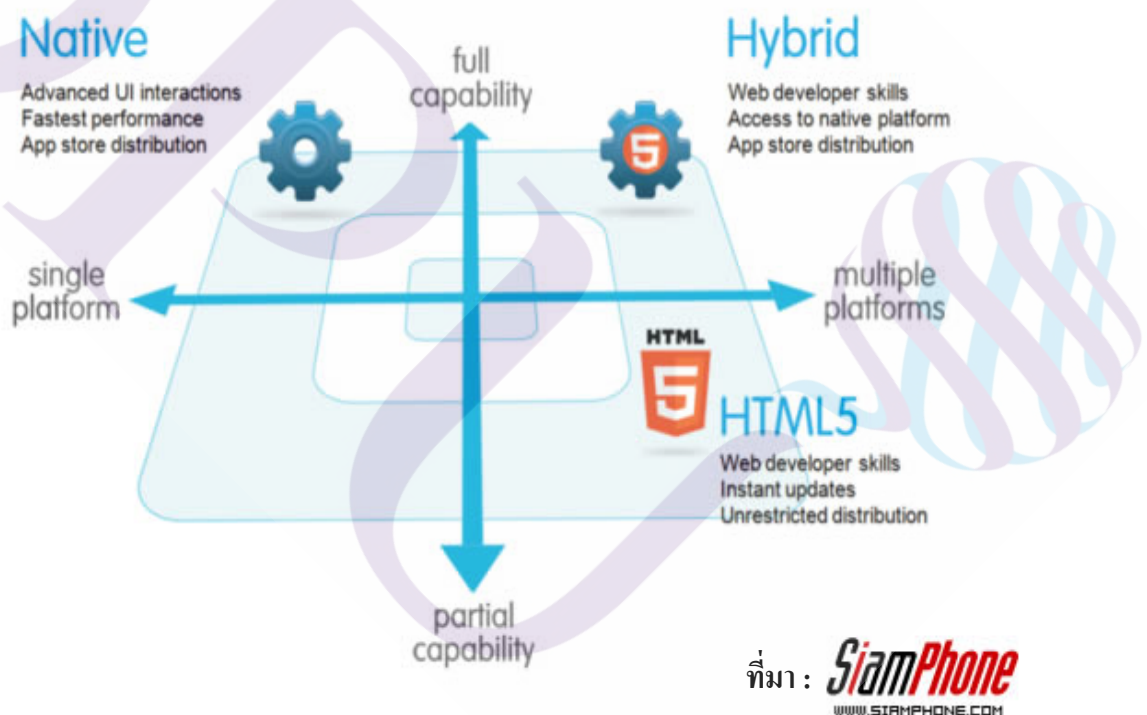 Native
Advanced UI interactions
Fastest performance
App store distribution
full
capability
Hybrid
Web developer skills
Access to native platform
App store distribution
5
single
platform
multiple
platforms
HTML
5
HTML5
Web developer skills
Instant updates
Unrestricted distribution
partial
capability
ที่มา : SiamPhone
WWW.SIAMPHONE.COM